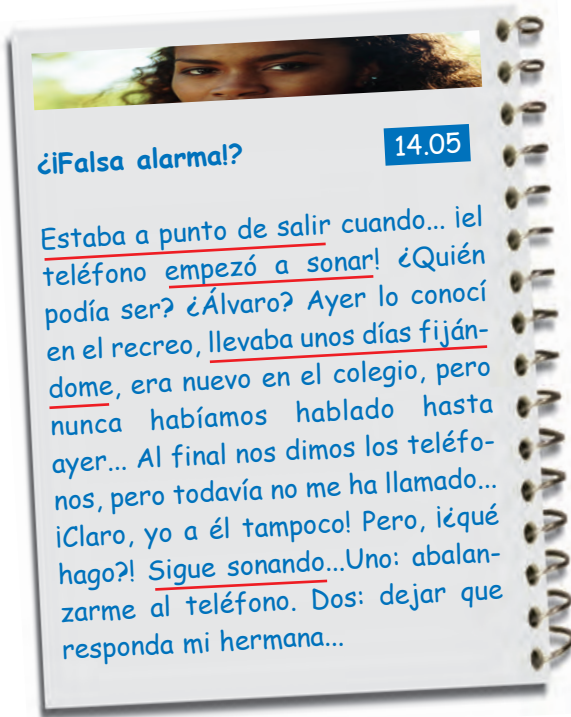 ¿¡Falsa alarma!?
14.05
Estaba a punto de salir cuando... ¡el
teléfono empezó a sonar! ¿Quién
podía ser? ¿Álvaro? Ayer lo conocí
en el recreo, llevaba unos días fiján-
dome, era nuevo en el colegio, pero
nunca habíamos hablado hasta
ayer... Al final nos dimos los teléfo-
nos, pero todavía no me ha llamado...
¡Claro, yo a él tampoco! Pero, ¡¿qué
hago?! Sigue sonando...Uno: abalan-
zarme al teléfono. Dos: dejar que
responda mi hermana...